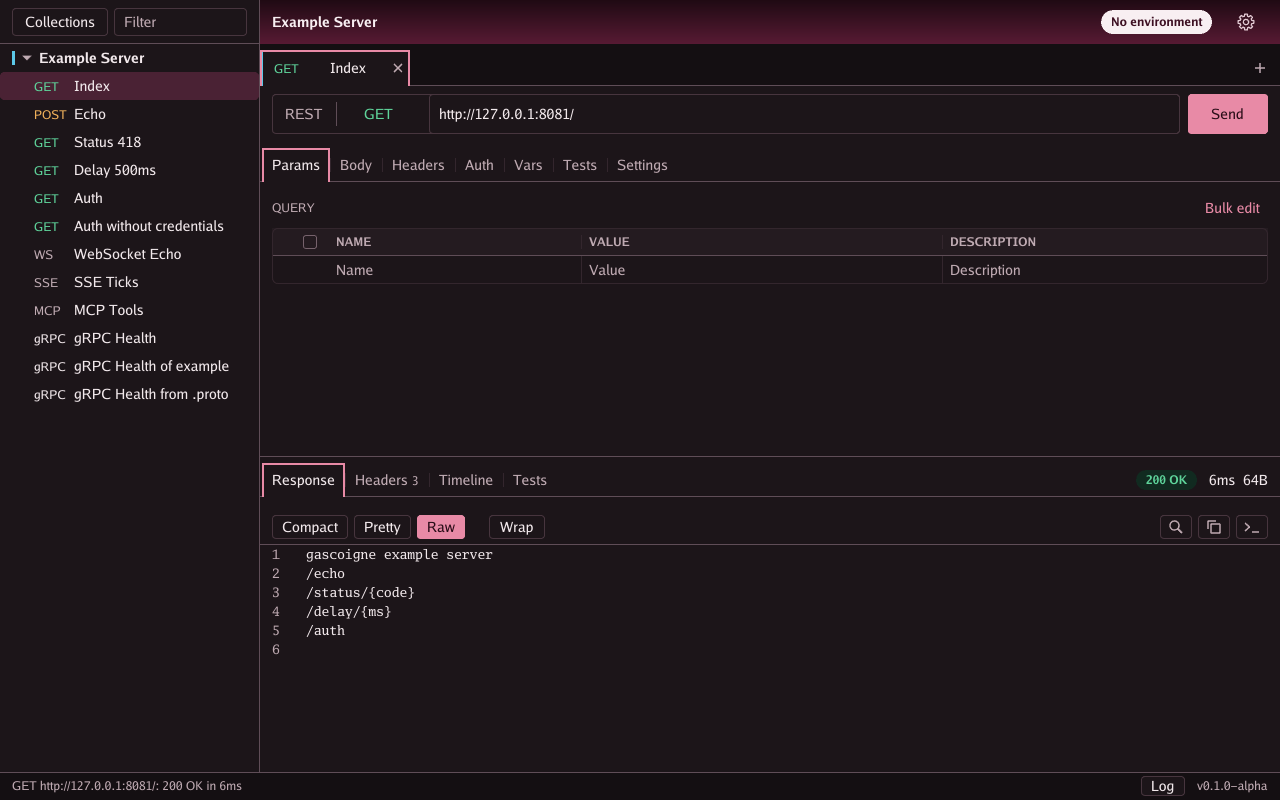 Collections Filter Example Server No environment
Example Server
GET Index
POST Echo
GET Status 418
GET Delay 500ms
GET Auth
GET Auth without credentials
WS WebSocket Echo
SSE SSE Ticks
MCP MCP Tools
gRPC gRPC Health
gRPC gRPC Health of example
gRPC gRPC Health from .proto
GET Index
REST GET http://127.0.0.1:8081/ Send
Params Body Headers Auth Vars Tests Settings
QUERY Bulk edit
NAME VALUE DESCRIPTION
Name Value Description
Response Headers 3 Timeline Tests 200 OK 6ms 64B
Compact Pretty Raw Wrap
1 gascoigne example server
2 /echo
3 /status/{code}
4 /delay/{ms}
5 /auth
6
GET http://127.0.0.1:8081/: 200 OK in 6ms Log v0.1.0-alpha